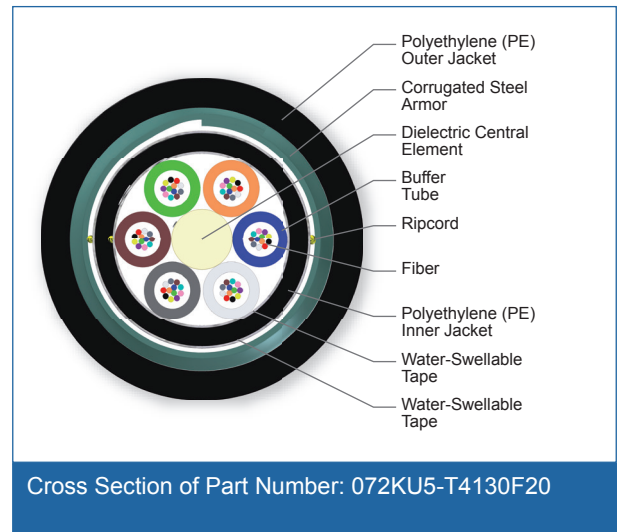 Polyethylene (PE)
Outer Jacket
Corrugated Steel
Armor
Dielectric Central
Element
Buffer
Tube
Ripcord
Fiber
Polyethylene (PE)
Inner Jacket
Water-Swellable
Tape
Water-Swellable
Tape
Cross Section of Part Number: 072KU5-T4130F20